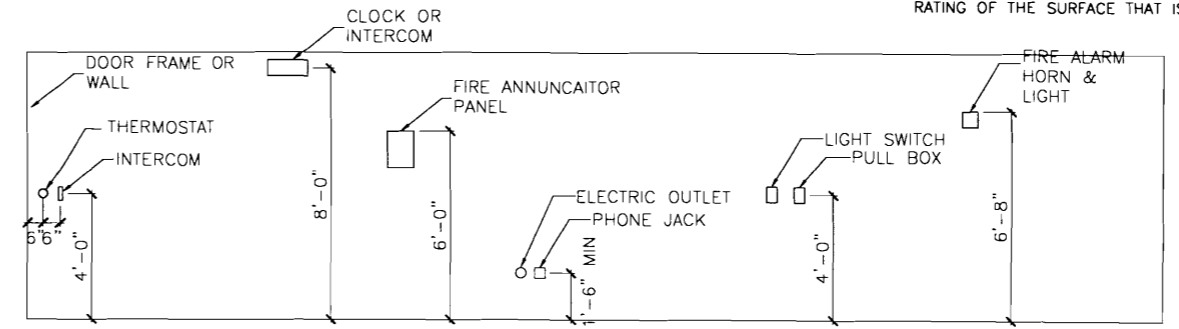 RATING OF THE SURFACE THAT IS
CLOCK OR
INTERCOM
DOOR FRAME OR
WALL
FIRE ANNUNCAITOR
PANEL
FIRE ALARM
HORN &
LIGHT
THERMOSTAT
INTERCOM
LIGHT SWITCH
PULL BOX
ELECTRIC OUTLET
PHONE JACK
6"
4'-0"
8'-0"
6'-0"
1'-6" MIN
4'-0"
6'-8"